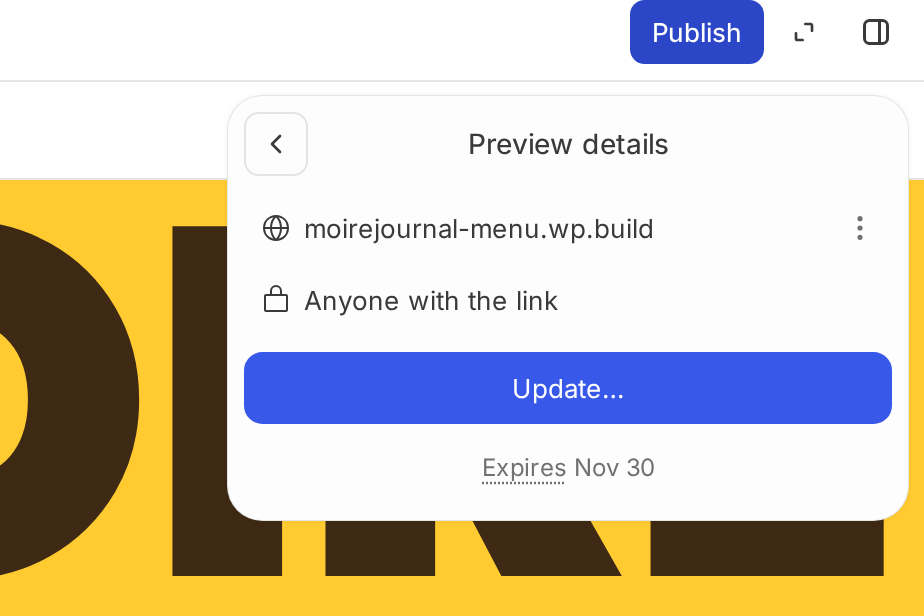 Publish
Preview details
moirejournal-menu.wp.build
Anyone with the link
Update...
Expires Nov 30